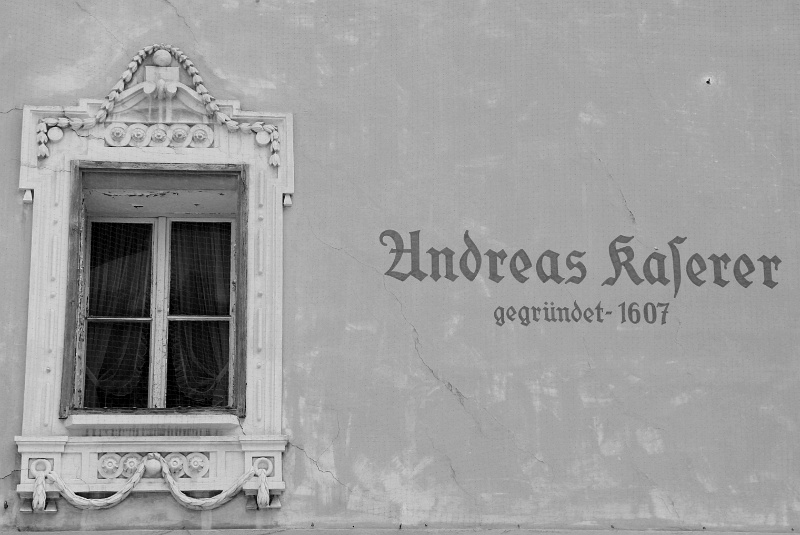 Andreas Kaſerer
gegründet- 1607